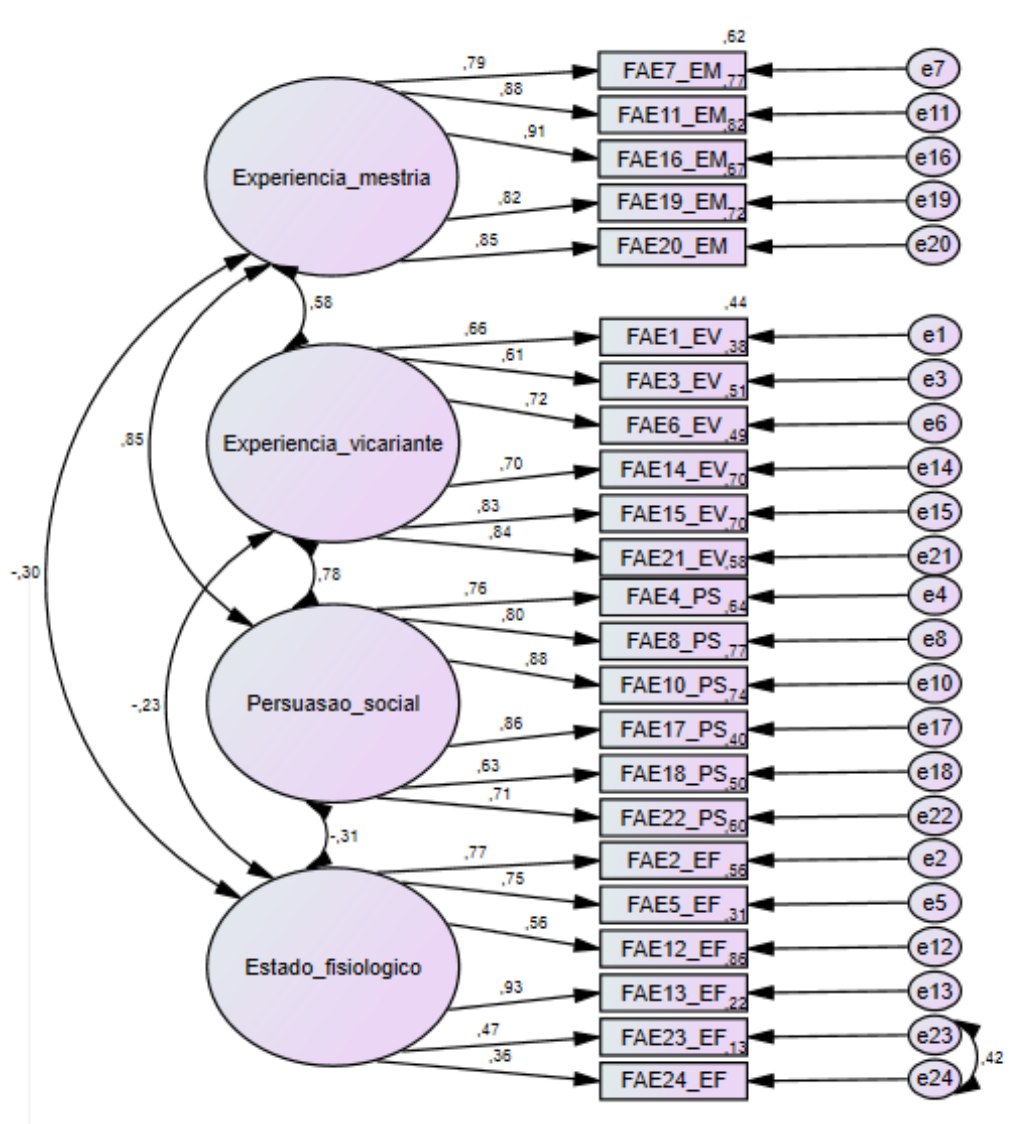 ,62
,79 FAE7_EM ,77 e7
,88 FAE11_EM ,82 e11
,91 FAE16_EM ,67 e16
Experiencia_mestria
,82 FAE19_EM ,72 e19
,85 FAE20_EM e20
,58
,44
,66 FAE1_EV ,38 e1
,61 FAE3_EV ,51 e3
,72 FAE6_EV ,49 e6
,85 Experiencia_vicariante
,70 FAE14_EV ,70 e14
,83 FAE15_EV ,70 e15
,84 FAE21_EV ,58 e21
-,30 ,78
,76 FAE4_PS ,64 e4
,80 FAE8_PS ,77 e8
,88 FAE10_PS ,74 e10
-,23 Persuasao_social
,86 FAE17_PS ,40 e17
,63 FAE18_PS ,50 e18
,71 FAE22_PS ,60 e22
-,31
,77 FAE2_EF ,56 e2
,75 FAE5_EF ,31 e5
,56 FAE12_EF ,86 e12
Estado_fisiologico
,93 FAE13_EF ,22 e13
,47 FAE23_EF ,13 e23
,42
,36 FAE24_EF e24